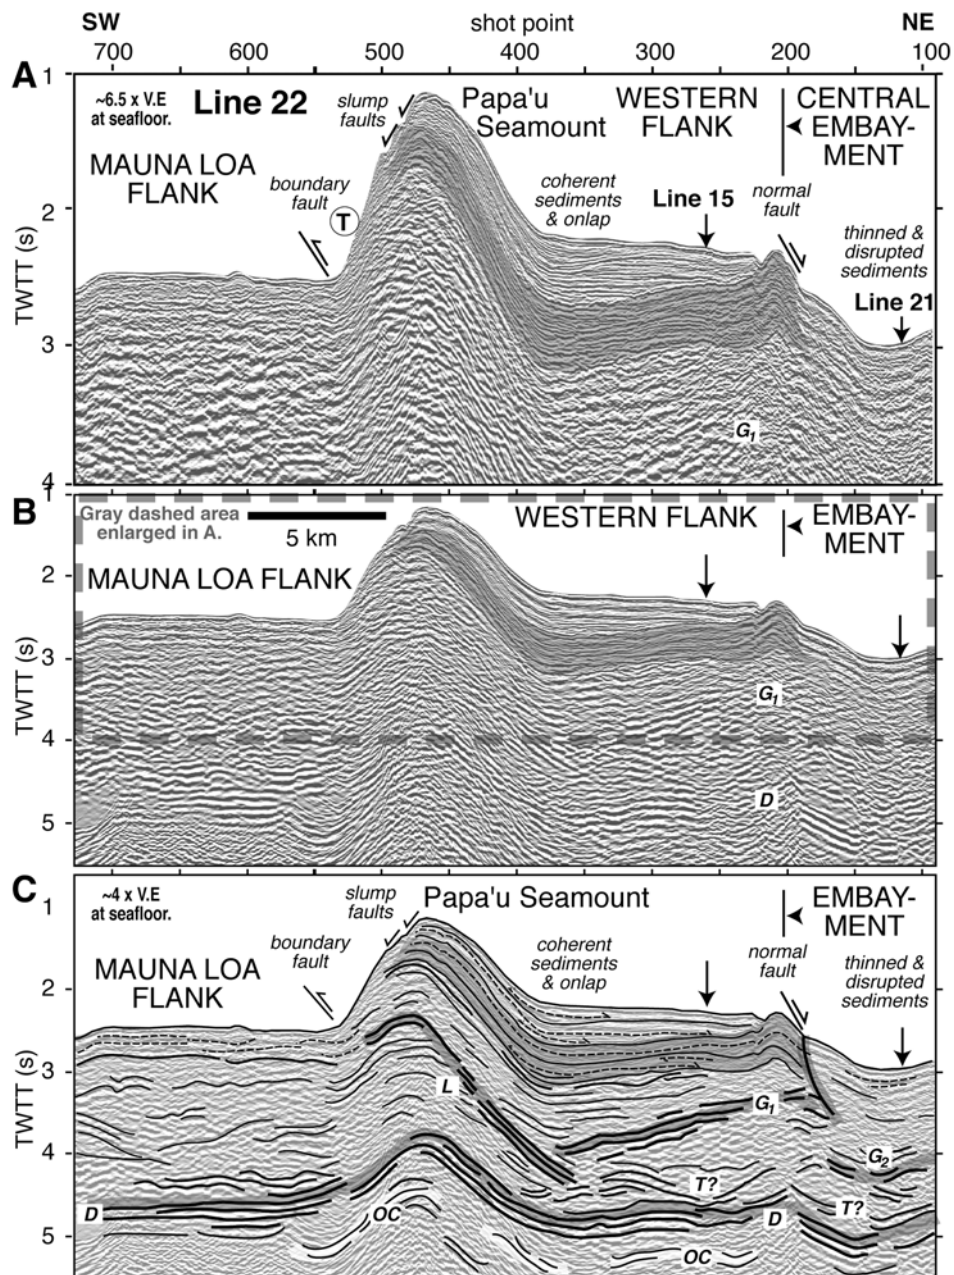 SW shot point NE
700 600 500 400 300 200 100
A
1
~6.5 x V.E
at seafloor.
Line 22
slump
faults
Papa'u
Seamount
WESTERN
FLANK
CENTRAL
EMBAY-
MENT
MAUNA LOA
FLANK
boundary
fault
T
coherent
sediments
& onlap
Line 15
normal
fault
thinned &
disrupted
sediments
Line 21
2
TWTT (s)
3
G1
4
B
1
Gray dashed area
enlarged in A.
5 km
WESTERN FLANK
EMBAY-
MENT
2
MAUNA LOA FLANK
TWTT (s)
3
G1
4
D
5
C
1
~4 x V.E
at seafloor.
slump
faults
Papa'u Seamount
EMBAY-
MENT
boundary
fault
MAUNA LOA
FLANK
coherent
sediments
& onlap
normal
fault
thinned &
disrupted
sediments
2
TWTT (s)
3
L
G1
4
G2
T?
T?
D
OC
D
5
OC